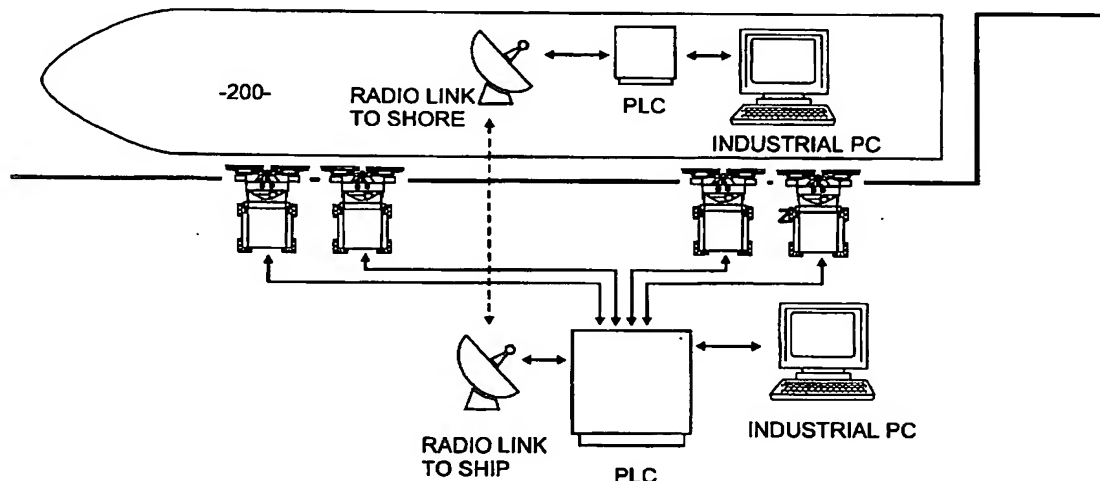 -200-
RADIO LINK
TO SHORE
PLC
INDUSTRIAL PC
RADIO LINK
TO SHIP
PLC
INDUSTRIAL PC